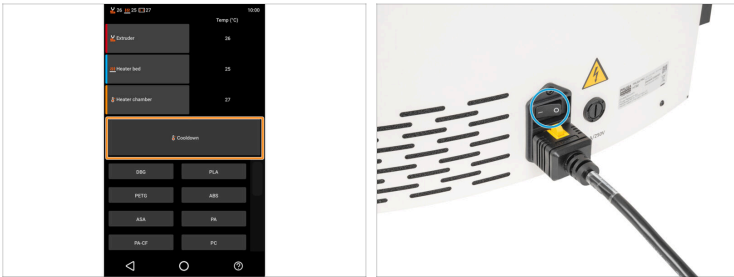 26 25 27 10:00
Temp (°C)
Extruder 26
Heater bed 25
Heater chamber 27
Cooldown
DBG PLA
PETG ABS
ASA PA
PA-CF PC
/250V